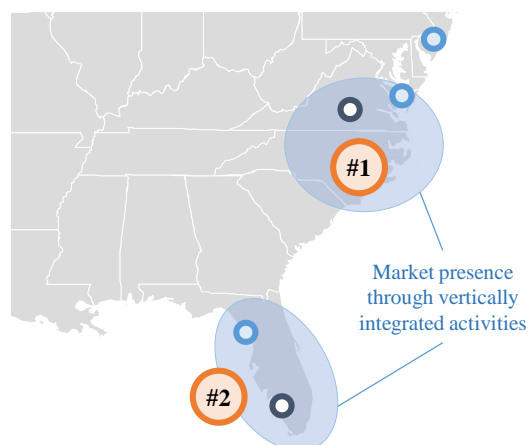 #1
Market presence
through vertically
integrated activities
#2